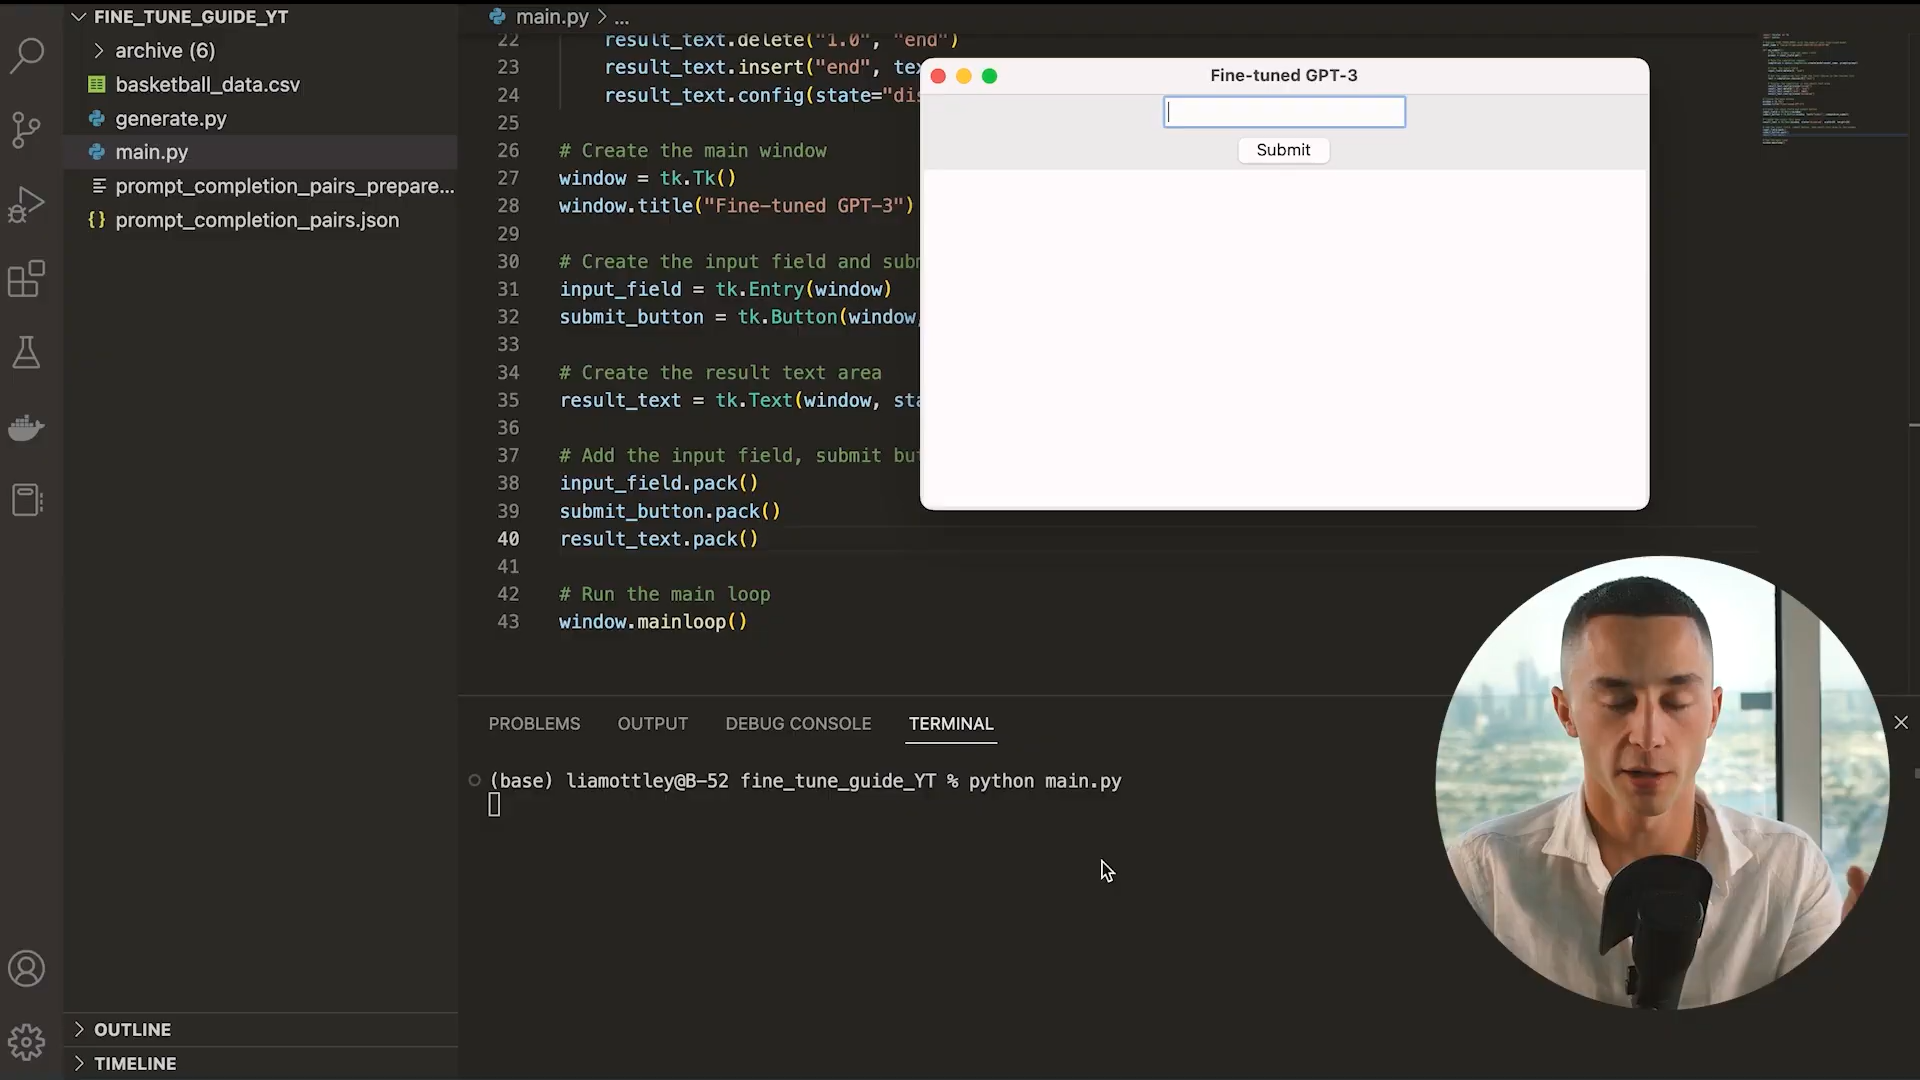 FINE_TUNE_GUIDE_YT
archive (6)
basketball_data.csv
generate.py
main.py
prompt_completion_pairs_prepare...
prompt_completion_pairs.json
OUTLINE
TIMELINE
main.py > ...
22 result_text.delete("1.0", "end")
23 result_text.insert("end", tex
24 result_text.config(state="dis
25
26 # Create the main window
27 window = tk.Tk()
28 window.title("Fine-tuned GPT-3")
29
30 # Create the input field and subm
31 input_field = tk.Entry(window)
32 submit_button = tk.Button(window,
33
34 # Create the result text area
35 result_text = tk.Text(window, sta
36
37 # Add the input field, submit but
38 input_field.pack()
39 submit_button.pack()
40 result_text.pack()
41
42 # Run the main loop
43 window.mainloop()
Fine-tuned GPT-3
Submit
PROBLEMS OUTPUT DEBUG CONSOLE TERMINAL
(base) liamottley@B-52 fine_tune_guide_YT % python main.py